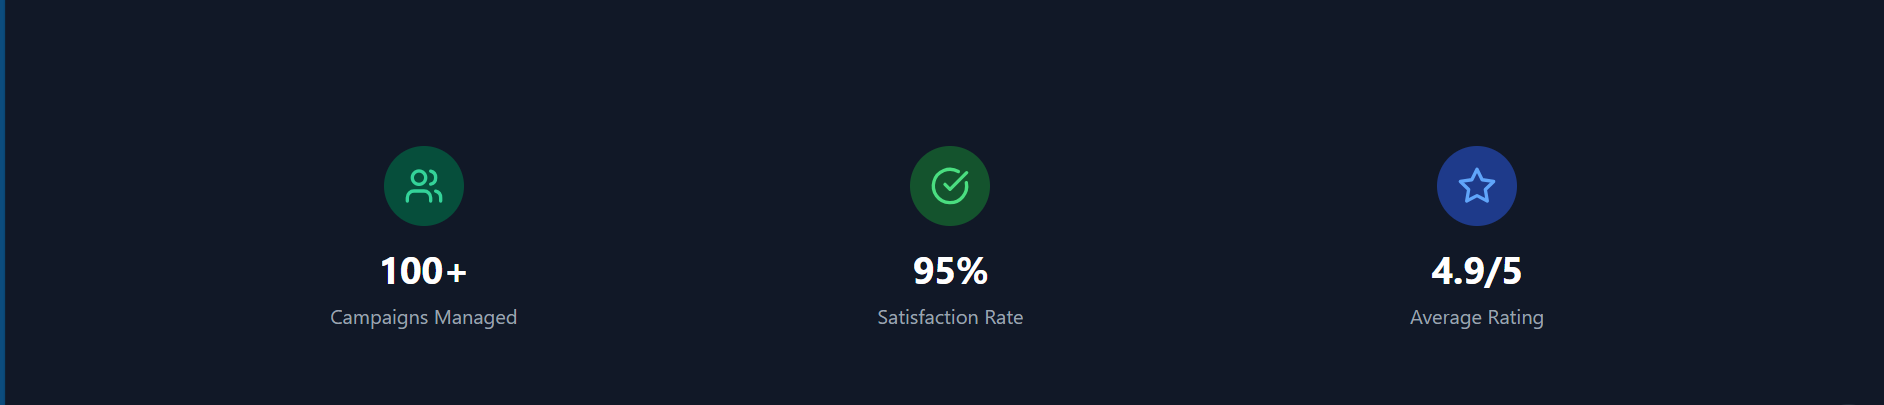 100+
95%
4.9/5
Campaigns Managed
Satisfaction Rate
Average Rating